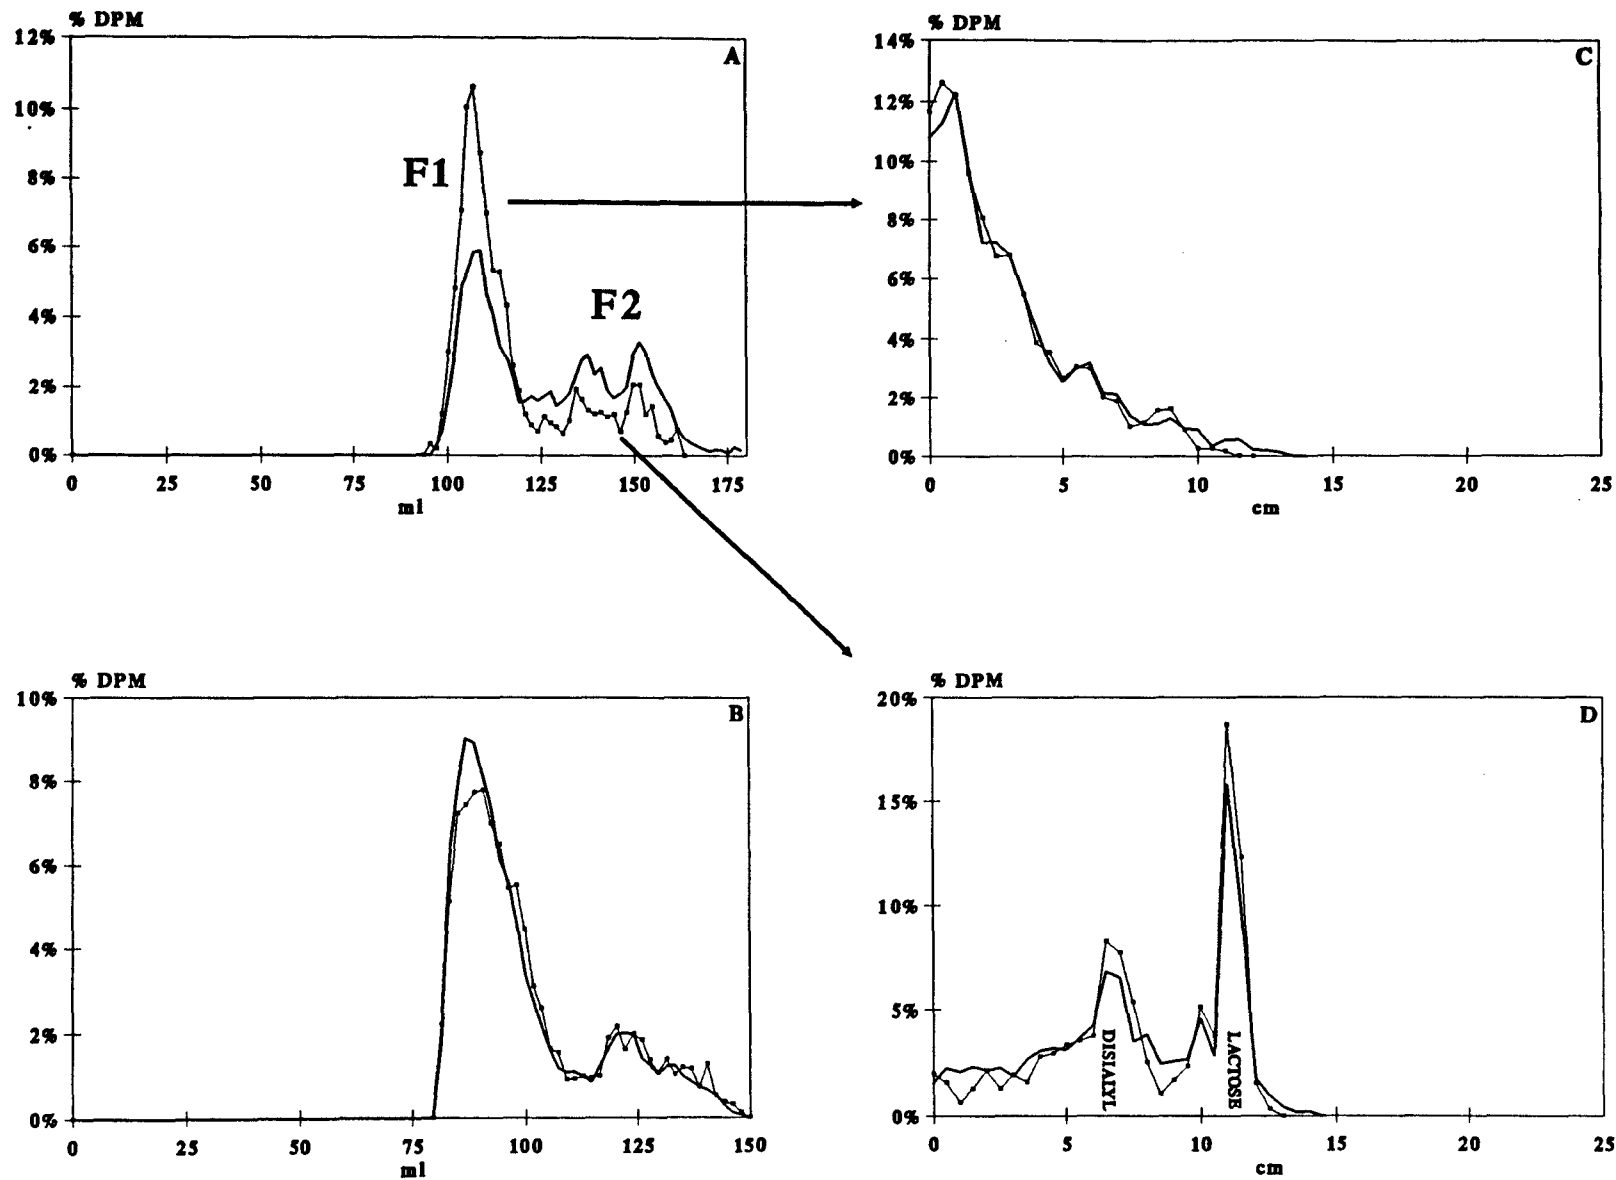 % DPM
12%
A
10%
8%
F1
6%
F2
4%
2%
0%
0 25 50 75 100 125 150 175
ml
% DPM
14%
C
12%
10%
8%
6%
4%
2%
0%
0 5 10 15 20 25
cm
% DPM
10%
B
8%
6%
4%
2%
0%
0 25 50 75 100 125 150
ml
% DPM
20%
D
15%
10%
5%
DISIALYL
LACTOSE
0%
0 5 10 15 20 25
cm